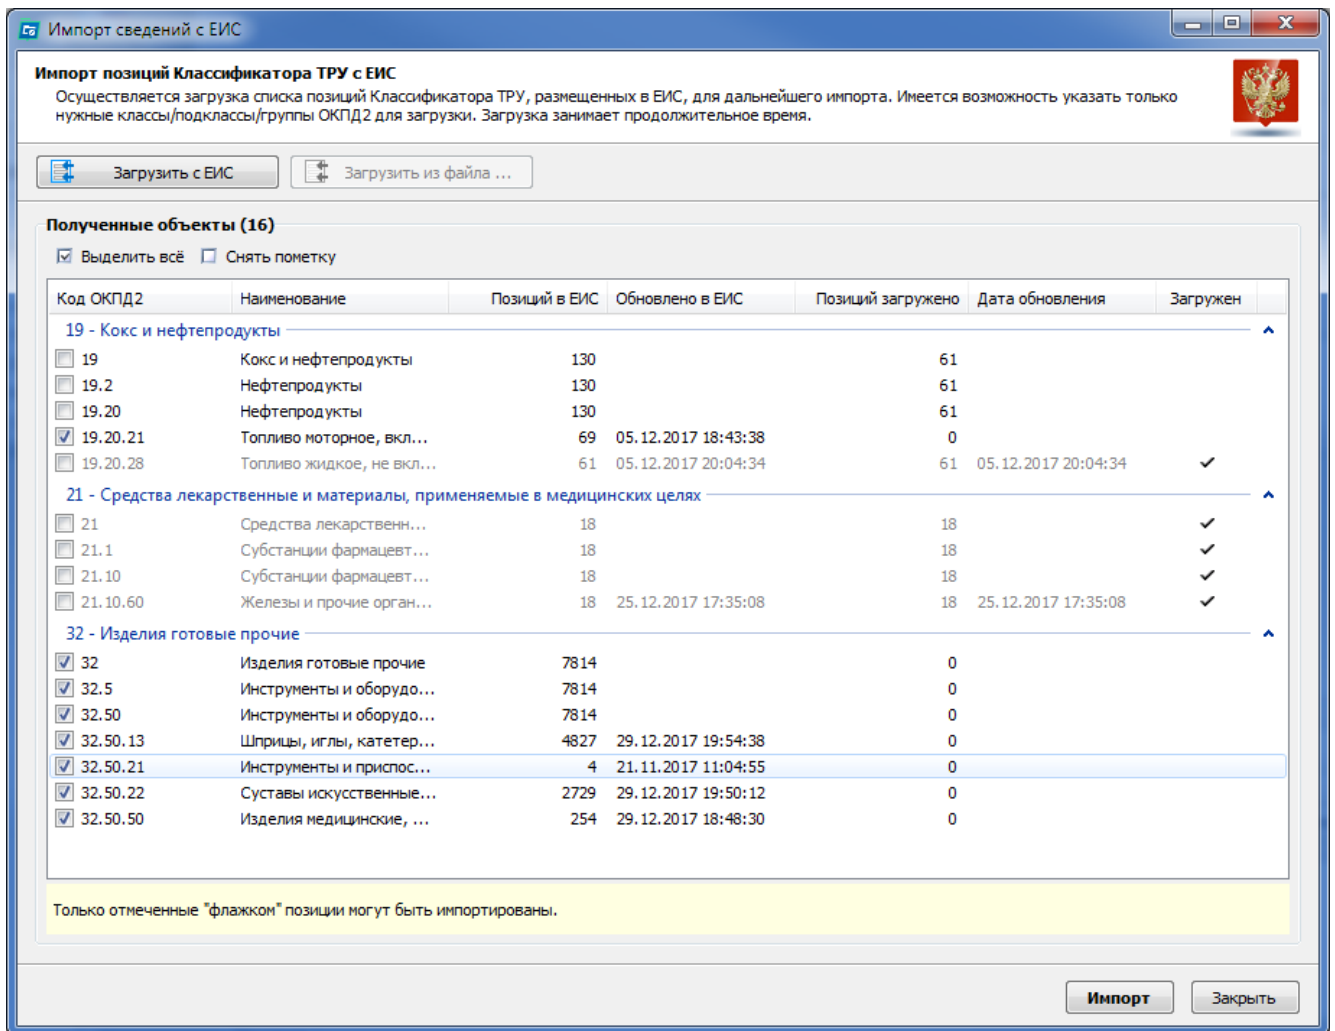 Импорт сведений с ЕИС
Импорт позиций Классификатора ТРУ с ЕИС
Осуществляется загрузка списка позиций Классификатора ТРУ, размещенных в ЕИС, для дальнейшего импорта. Имеется возможность указать только
нужные классы/подклассы/группы ОКПД2 для загрузки. Загрузка занимает продолжительное время.
Загрузить с ЕИС Загрузить из файла ...
Полученные объекты (16)
Выделить всё Снять пометку
Код ОКПД2 Наименование Позиций в ЕИС Обновлено в ЕИС Позиций загружено Дата обновления Загружен
19 - Кокс и нефтепродукты
19 Кокс и нефтепродукты 130 61
19.2 Нефтепродукты 130 61
19.20 Нефтепродукты 130 61
19.20.21 Топливо моторное, вкл... 69 05.12.2017 18:43:38 0
19.20.28 Топливо жидкое, не вкл... 61 05.12.2017 20:04:34 61 05.12.2017 20:04:34
21 - Средства лекарственные и материалы, применяемые в медицинских целях
21 Средства лекарственн... 18 18
21.1 Субстанции фармацевт... 18 18
21.10 Субстанции фармацевт... 18 18
21.10.60 Железы и прочие орган... 18 25.12.2017 17:35:08 18 25.12.2017 17:35:08
32 - Изделия готовые прочие
32 Изделия готовые прочие 7814 0
32.5 Инструменты и оборудо... 7814 0
32.50 Инструменты и оборудо... 7814 0
32.50.13 Шприцы, иглы, катетер... 4827 29.12.2017 19:54:38 0
32.50.21 Инструменты и приспос... 4 21.11.2017 11:04:55 0
32.50.22 Суставы искусственные... 2729 29.12.2017 19:50:12 0
32.50.50 Изделия медицинские, ... 254 29.12.2017 18:48:30 0
Только отмеченные "флажком" позиции могут быть импортированы.
Импорт Закрыть